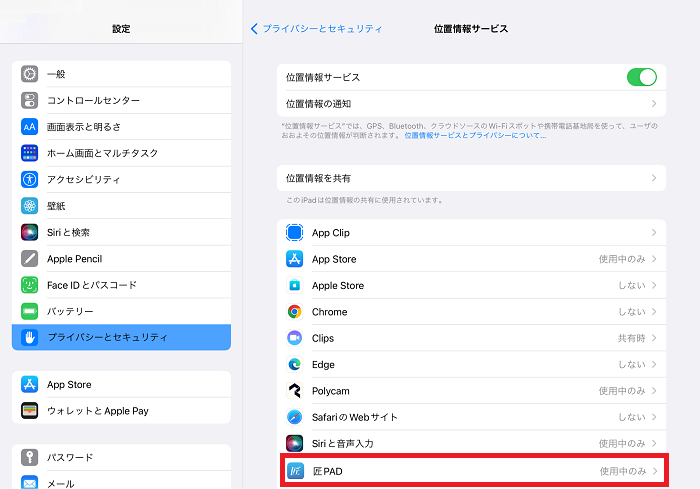 設定
一般
コントロールセンター
AA
画面表示と明るさ
ホーム画面とマルチタスク
アクセシビリティ
壁紙
Siriと検索
Apple Pencil
Face IDとパスコード
バッテリー
プライバシーとセキュリティ
App Store
ウォレットとApple Pay
パスワード
メール
プライバシーとセキュリティ
位置情報サービス
位置情報サービス
位置情報の通知
"位置情報サービス"では、GPS、Bluetooth、クラウドソースのWi-Fiスポットや携帯電話基地局を使って、ユーザの
おおよその位置情報が判断されます。 位置情報サービスとプライバシーについて...
位置情報を共有
このiPadは位置情報の共有に使用されています。
App Clip
App Store 使用中のみ
Apple Store しない
Chrome しない
Clips 共有時
Edge しない
Polycam 使用中のみ
SafariのWebサイト しない
Siriと音声入力 使用中のみ
匠 匠PAD 使用中のみ